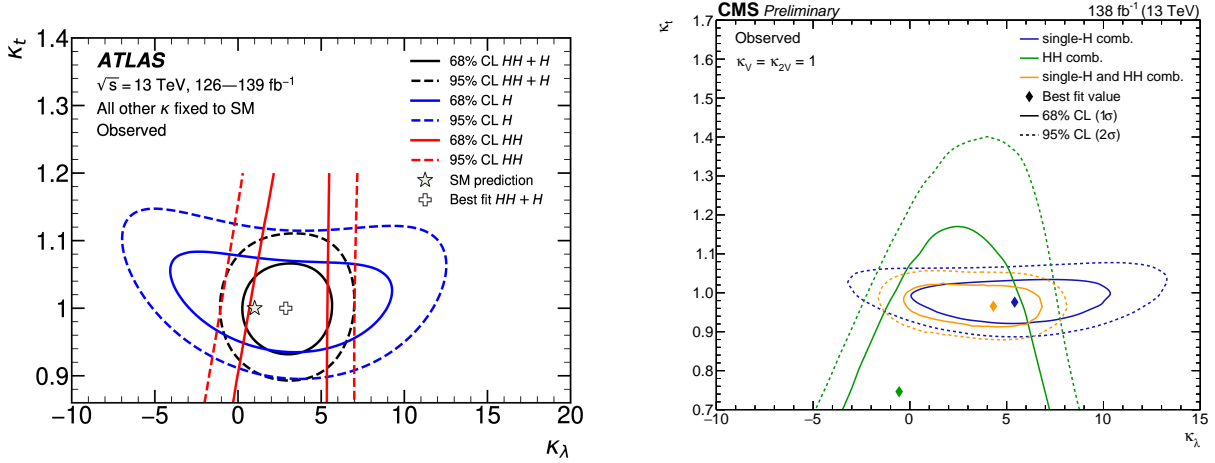 ATLAS
√s = 13 TeV, 126—139 fb⁻¹
All other κ fixed to SM
Observed
68% CL HH + H
95% CL HH + H
68% CL H
95% CL H
68% CL HH
95% CL HH
SM prediction
Best fit HH + H
κt
1.4
1.3
1.2
1.1
1
0.9
−10 −5 0 5 10 15 20
κλ
CMS Preliminary 138 fb⁻¹ (13 TeV)
Observed
κV = κ2V = 1
single-H comb.
HH comb.
single-H and HH comb.
Best fit value
68% CL (1σ)
95% CL (2σ)
κt
1.7
1.6
1.5
1.4
1.3
1.2
1.1
1.0
0.9
0.8
0.7
−10 −5 0 5 10 15
κλ